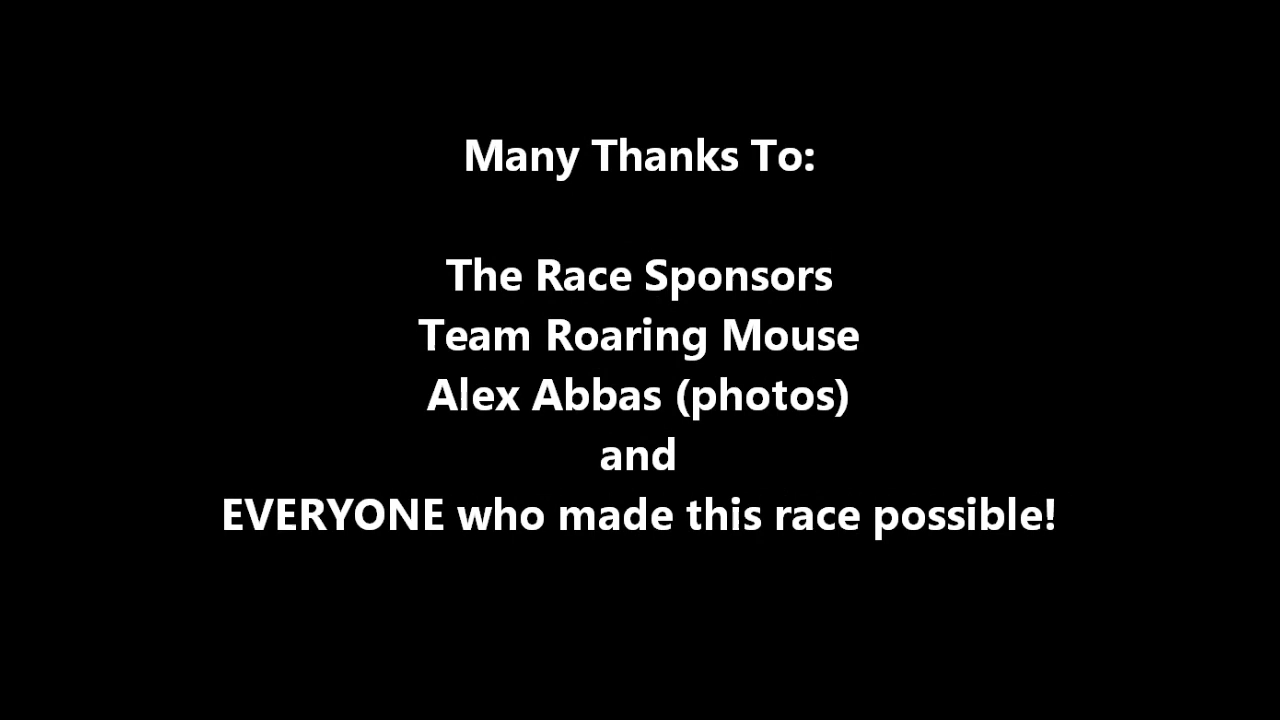 Many Thanks To:
The Race Sponsors
Team Roaring Mouse
Alex Abbas (photos)
and
EVERYONE who made this race possible!